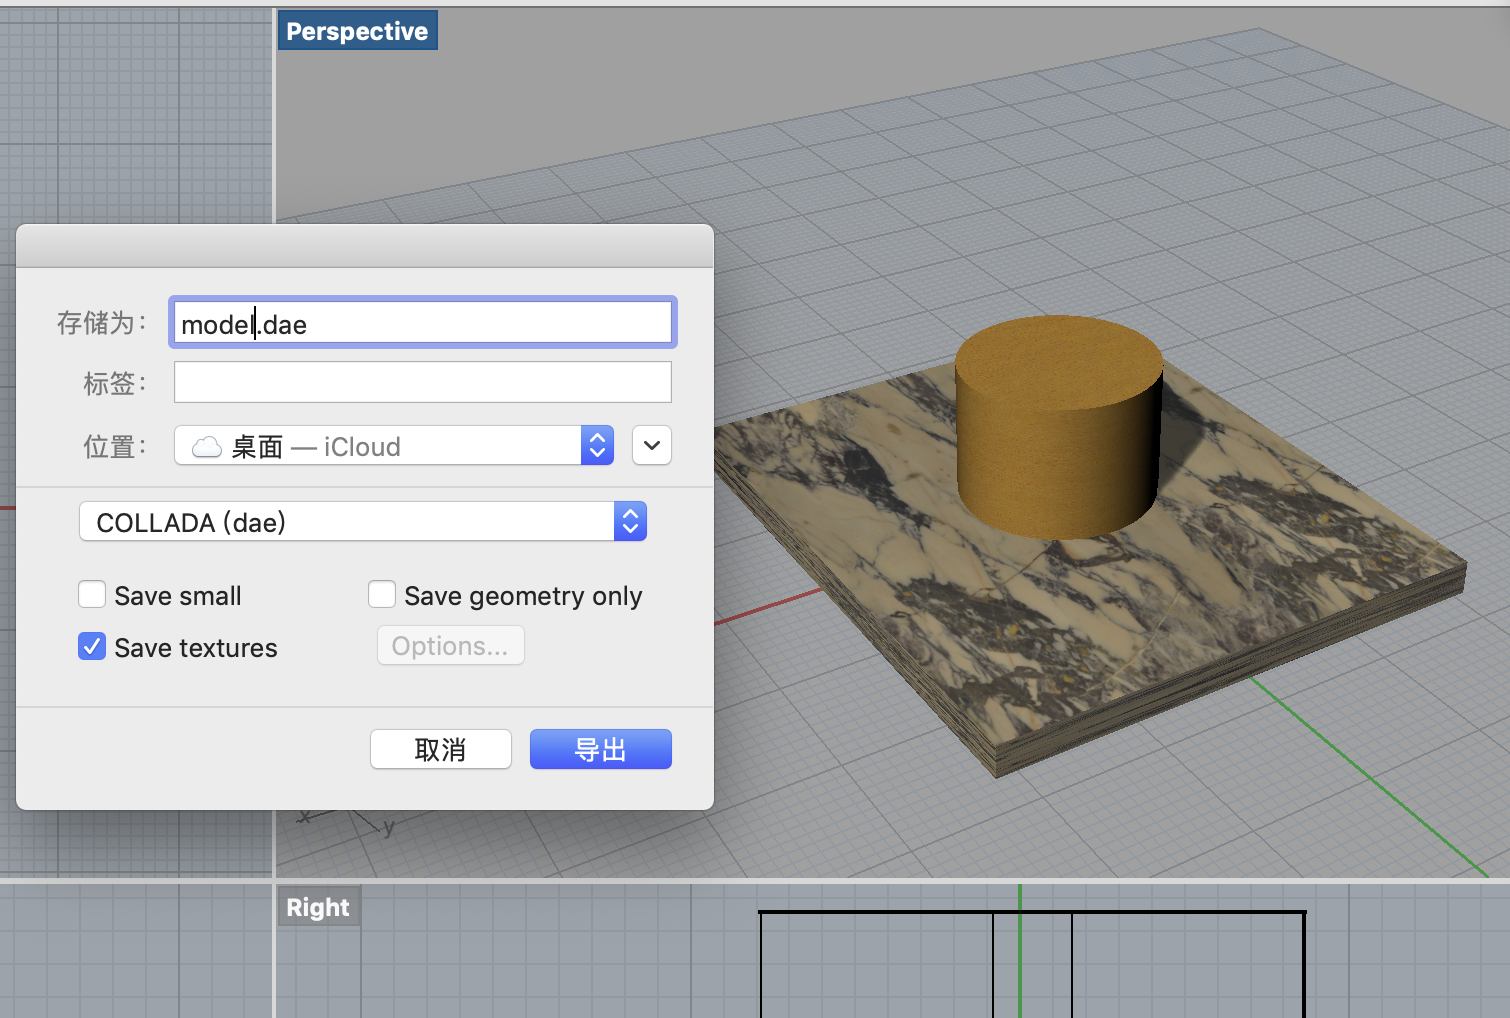 Perspective
存储为：
model.dae
标签：
位置：
桌面 — iCloud
COLLADA (dae)
Save small
Save geometry only
Save textures
Options...
取消
导出
x
y
Right